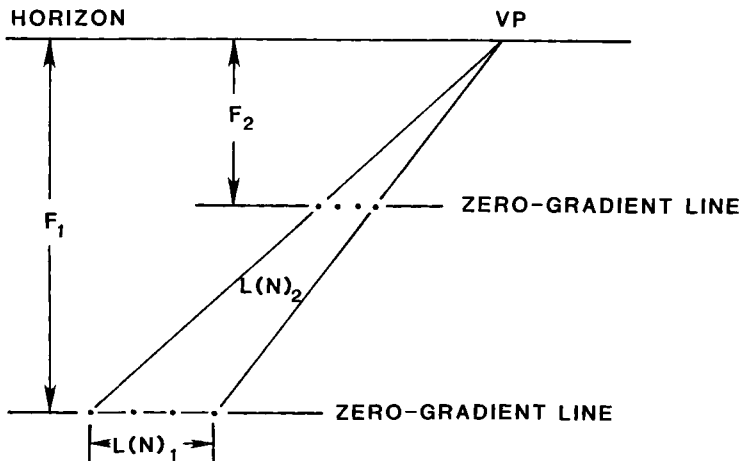 HORIZON VP
F₂
ZERO-GRADIENT LINE
F₁
L(N)₂
ZERO-GRADIENT LINE
L(N)₁